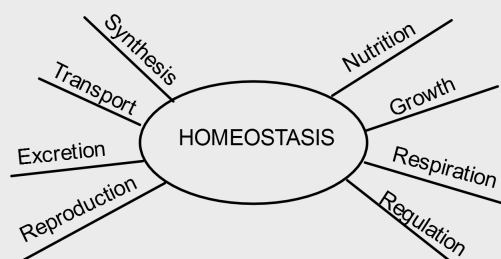 Synthesis
Nutrition
Transport
Growth
HOMEOSTASIS
Excretion
Respiration
Reproduction
Regulation